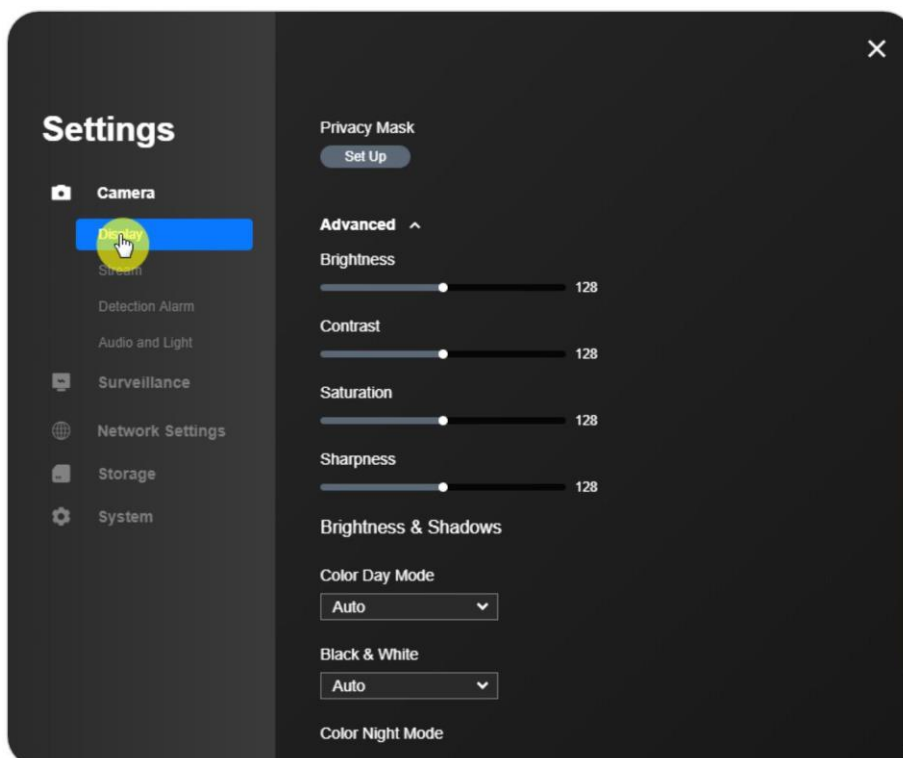 Settings
Camera
Display
Stream
Detection Alarm
Audio and Light
Surveillance
Network Settings
Storage
System
Privacy Mask
Set Up
Advanced
Brightness
128
Contrast
128
Saturation
128
Sharpness
128
Brightness & Shadows
Color Day Mode
Auto
Black & White
Auto
Color Night Mode